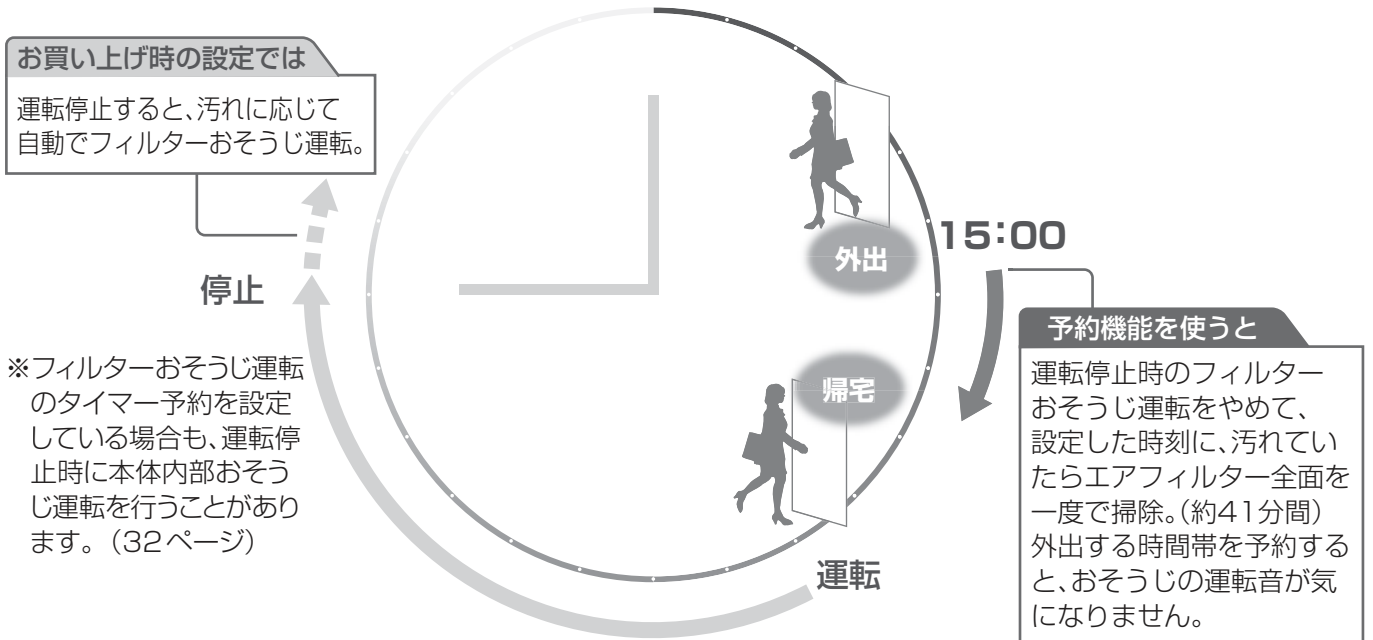 お買い上げ時の設定では
運転停止すると、汚れに応じて
自動でフィルターおそうじ運転。
停止
※フィルターおそうじ運転
のタイマー予約を設定
している場合も、運転停
止時に本体内部おそう
じ運転を行うことがあり
ます。（32ページ）
外出
15:00
帰宅
運転
予約機能を使うと
運転停止時のフィルター
おそうじ運転をやめて、
設定した時刻に、汚れてい
たらエアフィルター全面を
一度で掃除。（約41分間）
外出する時間帯を予約する
と、おそうじの運転音が気
になりません。